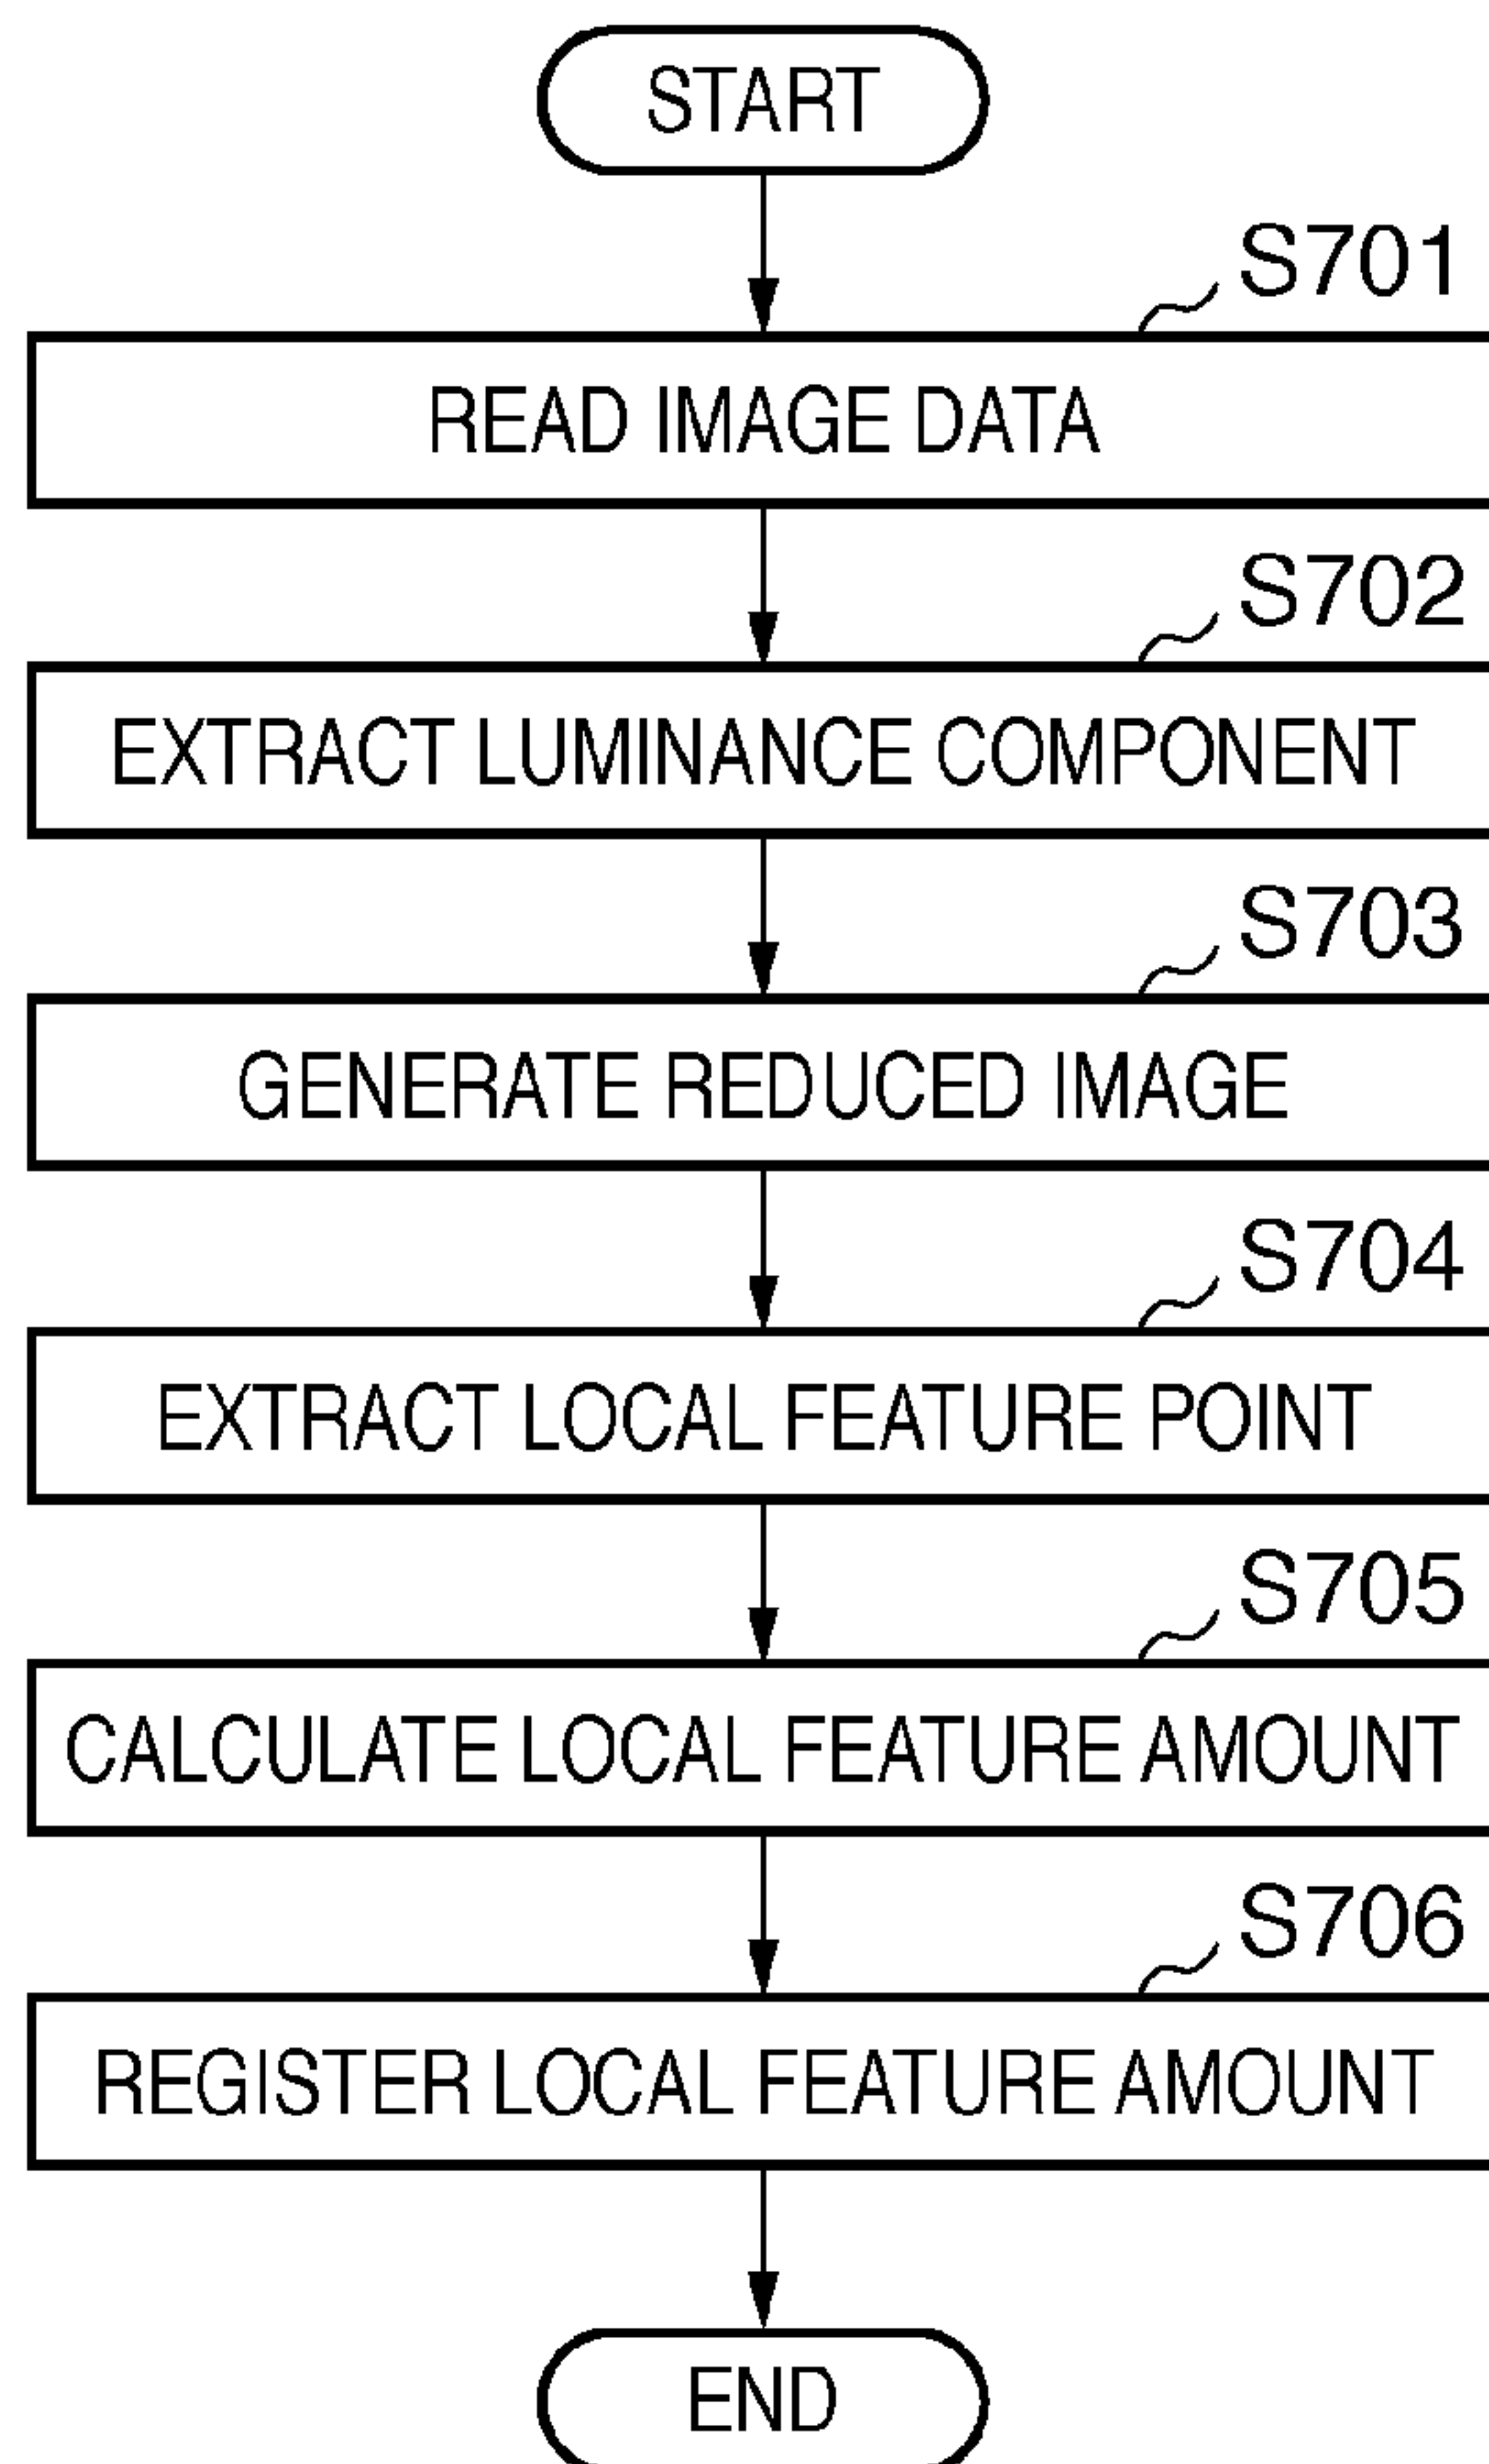 START
S701
READ IMAGE DATA
S702
EXTRACT LUMINANCE COMPONENT
S703
GENERATE REDUCED IMAGE
S704
EXTRACT LOCAL FEATURE POINT
S705
CALCULATE LOCAL FEATURE AMOUNT
S706
REGISTER LOCAL FEATURE AMOUNT
END